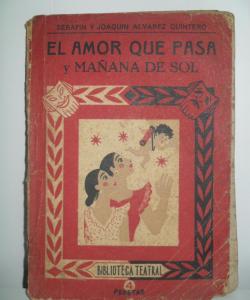 SERAFIN Y JOAQUIN ALVAREZ QUINTERO
EL AMOR QUE PASA
y MAÑANA DE SOL
BIBLIOTECA TEATRAL
4
PESETAS